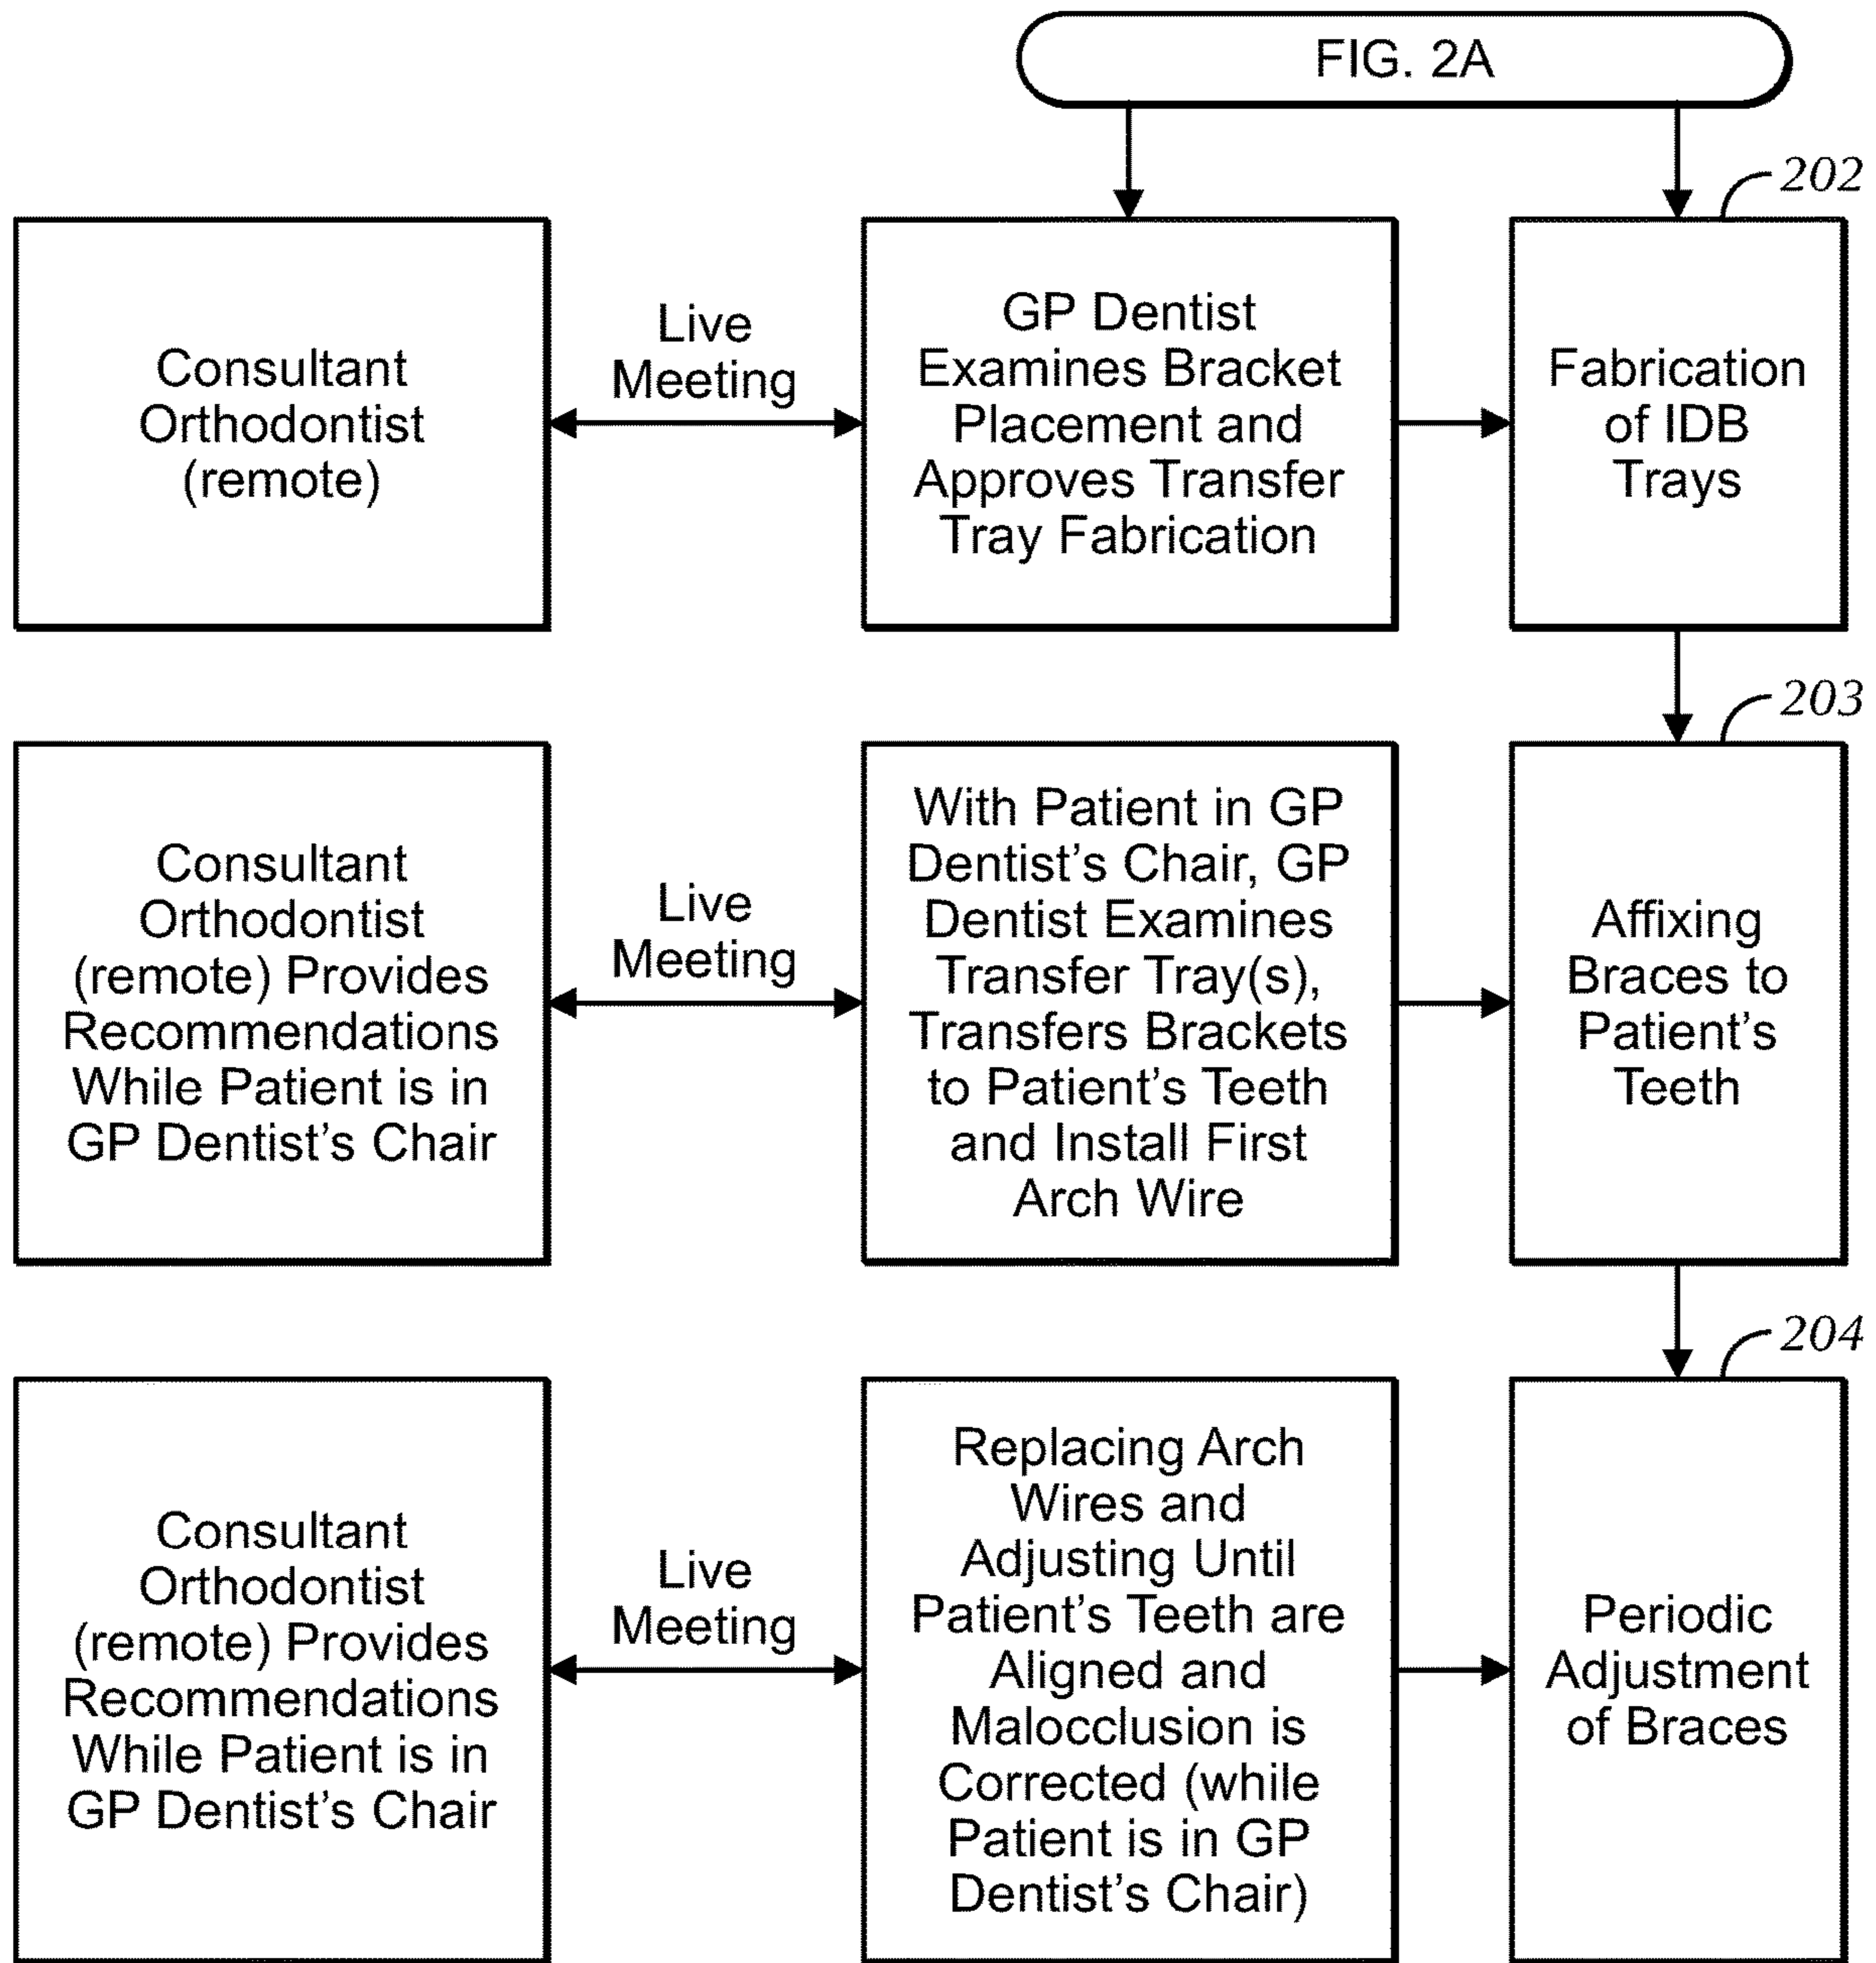 FIG. 2A
202
Consultant
Orthodontist
(remote)
Live
Meeting
GP Dentist
Examines Bracket
Placement and
Approves Transfer
Tray Fabrication
Fabrication
of IDB
Trays
203
Consultant
Orthodontist
(remote) Provides
Recommendations
While Patient is in
GP Dentist's Chair
Live
Meeting
With Patient in GP
Dentist's Chair, GP
Dentist Examines
Transfer Tray(s),
Transfers Brackets
to Patient's Teeth
and Install First
Arch Wire
Affixing
Braces to
Patient's
Teeth
204
Consultant
Orthodontist
(remote) Provides
Recommendations
While Patient is in
GP Dentist's Chair
Live
Meeting
Replacing Arch
Wires and
Adjusting Until
Patient's Teeth are
Aligned and
Malocclusion is
Corrected (while
Patient is in GP
Dentist's Chair)
Periodic
Adjustment
of Braces